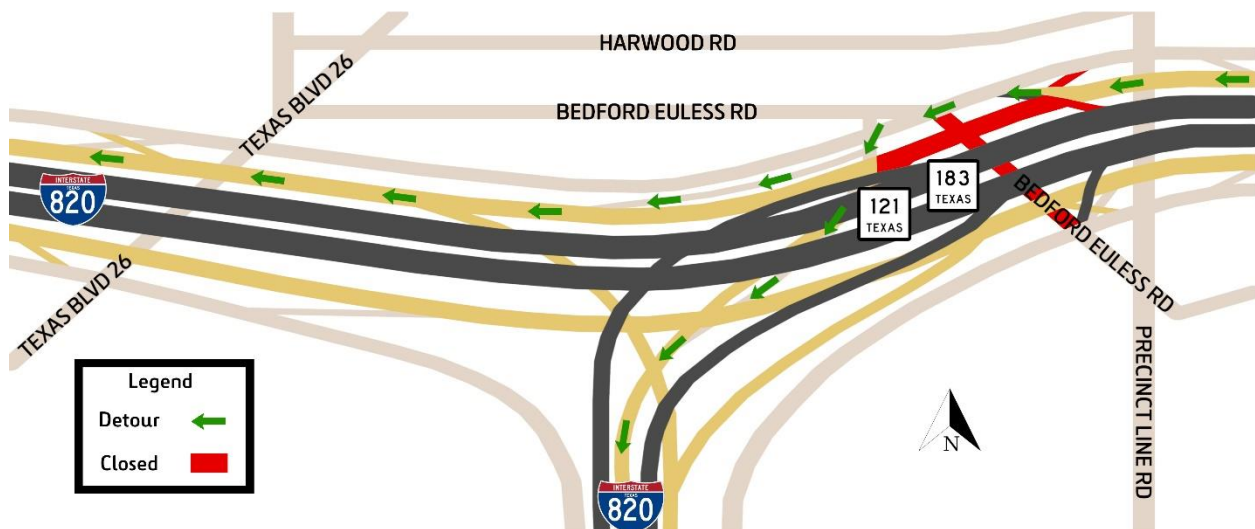 HARWOOD RD
TEXAS BLVD 26
BEDFORD EULESS RD
INTERSTATE
TEXAS
820
183
TEXAS
121
TEXAS
BEDFORD EULESS RD
TEXAS BLVD 26
PRECINCT LINE RD
Legend
Detour
Closed
N
INTERSTATE
TEXAS
820